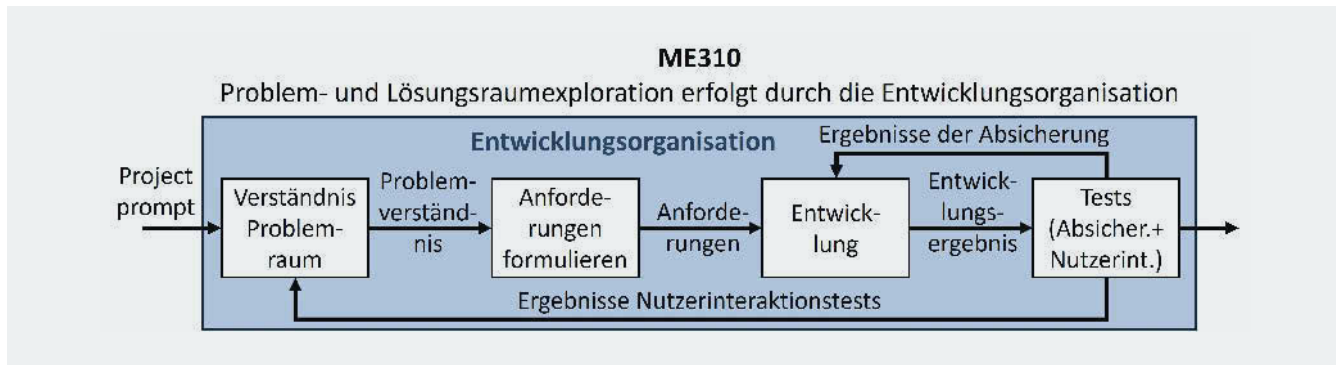 ME310
Problem- und Lösungsraumexploration erfolgt durch die Entwicklungsorganisation
Entwicklungsorganisation
Ergebnisse der Absicherung
Project
prompt
Verständnis
Problem-
raum
Problem-
verständ-
nis
Anforde-
rungen
formulieren
Anforde-
rungen
Entwick-
lung
Entwick-
lungs-
ergebnis
Tests
(Absicher.+
Nutzerint.)
Ergebnisse Nutzerinteraktionstests